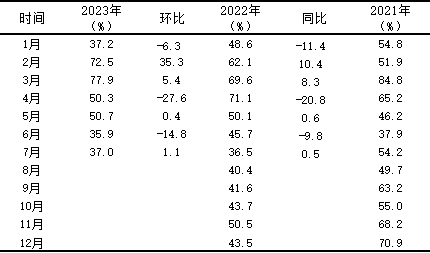 时间 2023年（%） 环比 2022年（%） 同比 2021年（%）
1月 37.2 -6.3 48.6 -11.4 54.8
2月 72.5 35.3 62.1 10.4 51.9
3月 77.9 5.4 69.6 8.3 84.8
4月 50.3 -27.6 71.1 -20.8 65.2
5月 50.7 0.4 50.1 0.6 46.2
6月 35.9 -14.8 45.7 -9.8 37.9
7月 37.0 1.1 36.5 0.5 54.2
8月 40.4 49.7
9月 41.6 63.2
10月 43.7 55.0
11月 50.5 68.2
12月 43.5 70.9